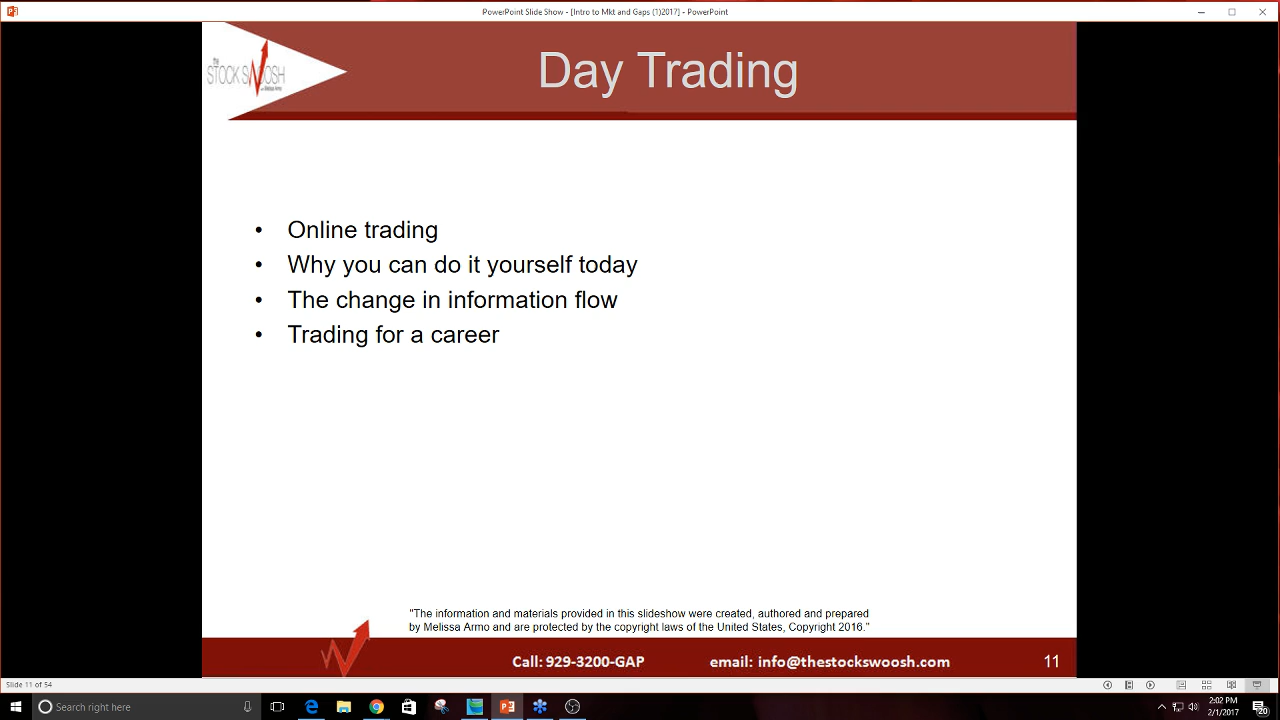 PowerPoint Slide Show - [Intro to Mkt and Gaps (1)2017] - PowerPoint
The
STOCK SWOOSH
with Melissa Armo
Day Trading
• Online trading
• Why you can do it yourself today
• The change in information flow
• Trading for a career
"The information and materials provided in this slideshow were created, authored and prepared
by Melissa Armo and are protected by the copyright laws of the United States, Copyright 2016."
Call: 929-3200-GAP email: info@thestockswoosh.com 11
Slide 11 of 54
Search right here
2:02 PM
2/1/2017
20